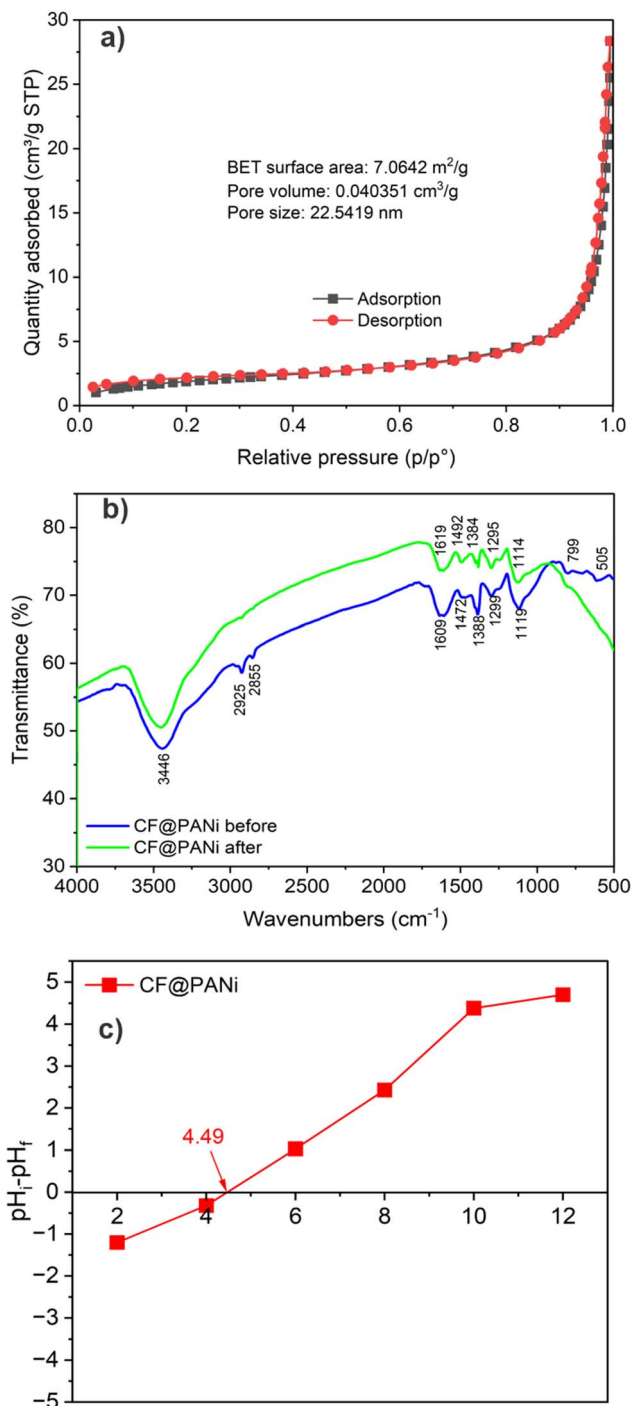 a)
30
25
20
15
10
5
0
Quantity adsorbed (cm³/g STP)
BET surface area: 7.0642 m²/g
Pore volume: 0.040351 cm³/g
Pore size: 22.5419 nm
Adsorption
Desorption
0.0 0.2 0.4 0.6 0.8 1.0
Relative pressure (p/p°)
b)
80
70
60
50
40
30
Transmittance (%)
1619 1492 1384 1295 1114 799 505
1609 1472 1388 1299 1119
2925 2855
3446
CF@PANi before
CF@PANi after
4000 3500 3000 2500 2000 1500 1000 500
Wavenumbers (cm⁻¹)
CF@PANi
c)
5
4
3
2
1
0
−1
−2
−3
−4
−5
pHᵢ-pH_f
4.49
2 4 6 8 10 12